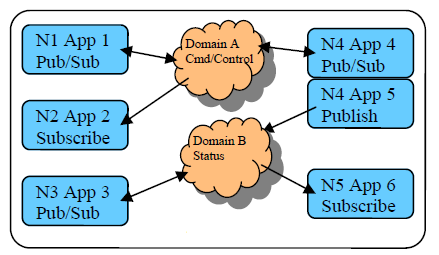 N1 App 1
Pub/Sub
Domain A
Cmd/Control
N4 App 4
Pub/Sub
N2 App 2
Subscribe
N4 App 5
Publish
Domain B
Status
N3 App 3
Pub/Sub
N5 App 6
Subscribe